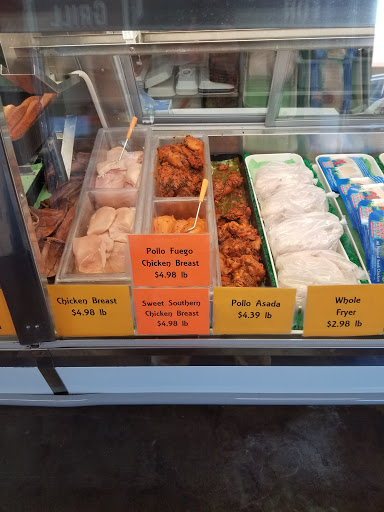 GRILL
Pollo Fuego
Chicken Breast
$4.98 lb
Chicken Breast
$4.98 lb
Sweet Southern
Chicken Breast
$4.98 lb
Pollo Asada
$4.39 lb
Whole
Fryer
$2.98 lb